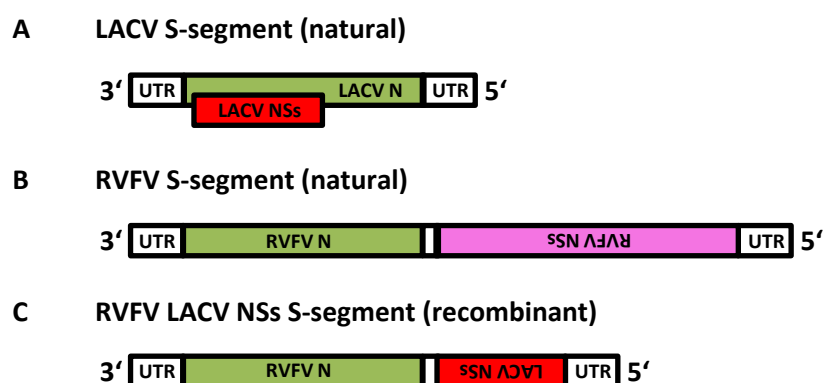 A LACV S-segment (natural)
3‘ UTR LACV N UTR 5‘
LACV NSs
B RVFV S-segment (natural)
3‘ UTR RVFV N RVFV NSs UTR 5‘
C RVFV LACV NSs S-segment (recombinant)
3‘ UTR RVFV N LACV NSs UTR 5‘